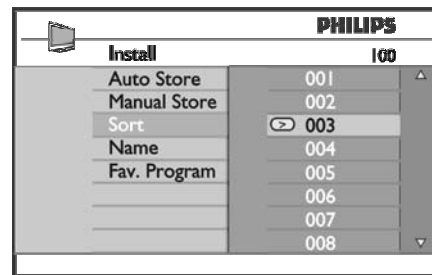 PHILIPS
Install 100
Auto Store 001
Manual Store 002
Sort > 003
Name 004
Fav. Program 005
006
007
008